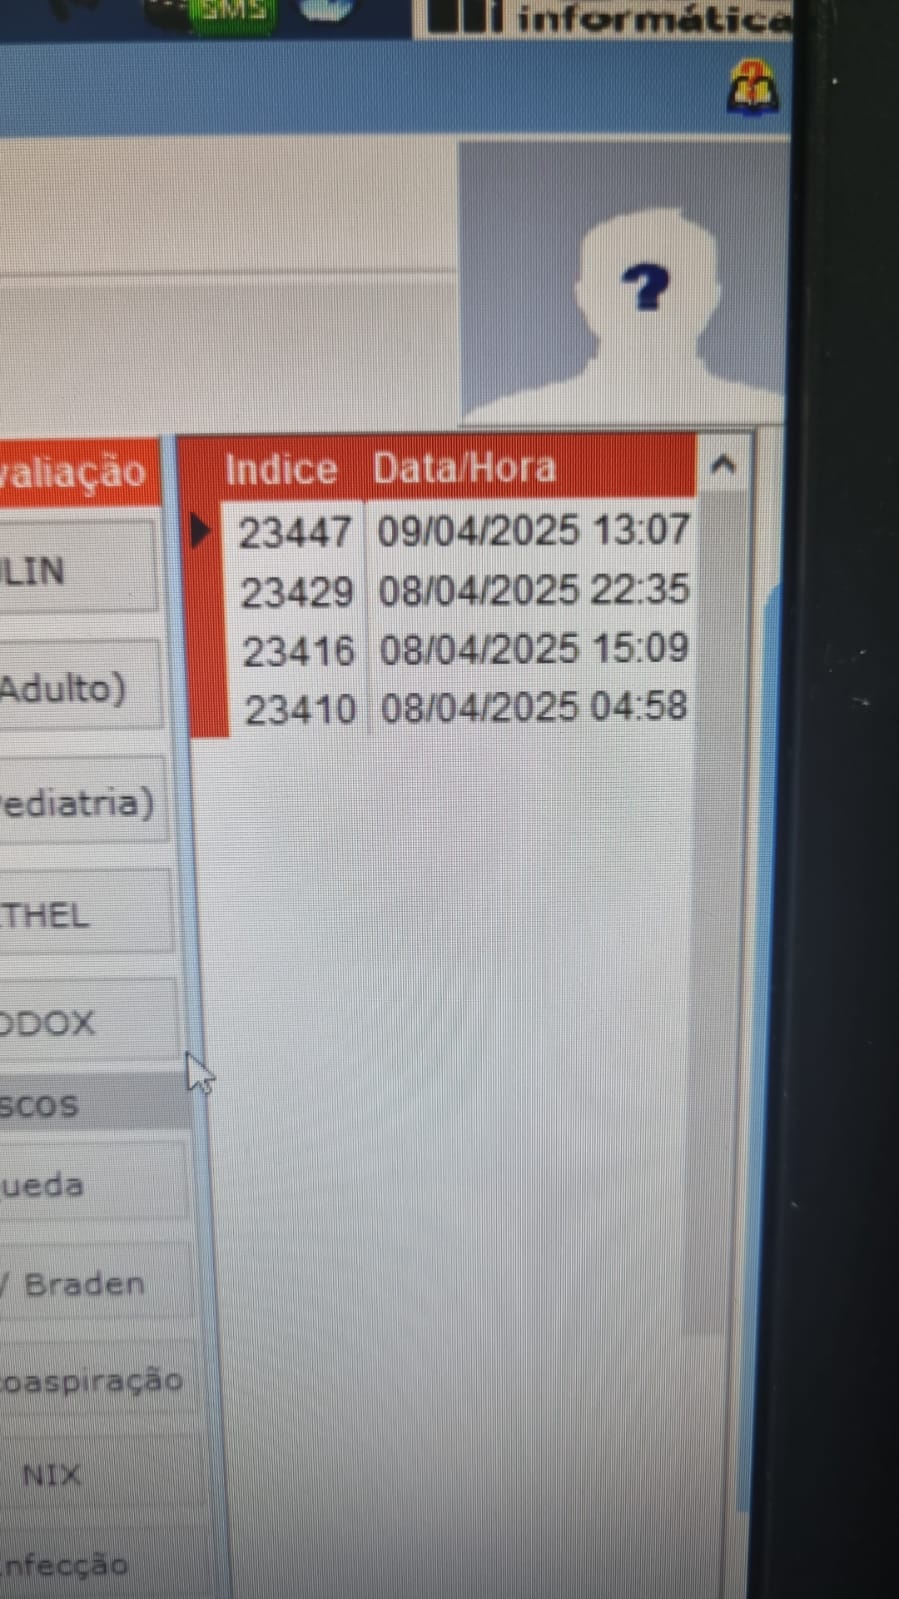 SMS
informática
?
valiação
Indice Data/Hora
23447 09/04/2025 13:07
23429 08/04/2025 22:35
23416 08/04/2025 15:09
23410 08/04/2025 04:58
LIN
Adulto)
ediatria)
THEL
DDOX
scos
ueda
/ Braden
oaspiração
NIX
nfecção